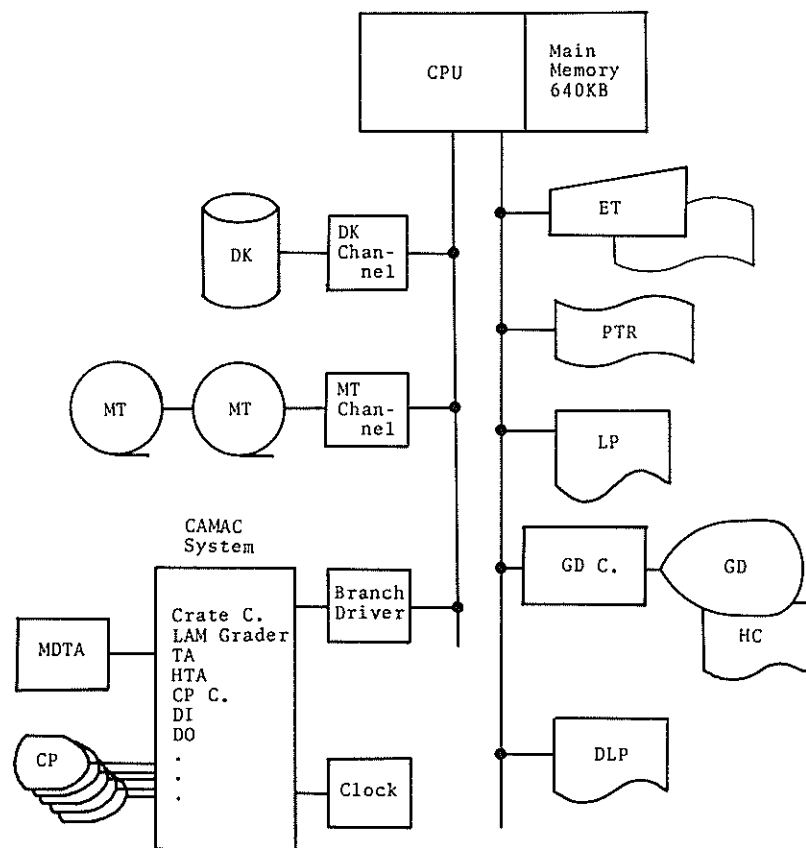 CPU
Main
Memory
640KB
ET
DK
DK
Chan-
nel
PTR
MT
MT
MT
Chan-
nel
LP
CAMAC
System
GD C.
GD
HC
Branch
Driver
Crate C.
LAM Grader
TA
HTA
CP C.
DI
DO
.
.
.
MDTA
CP
Clock
DLP